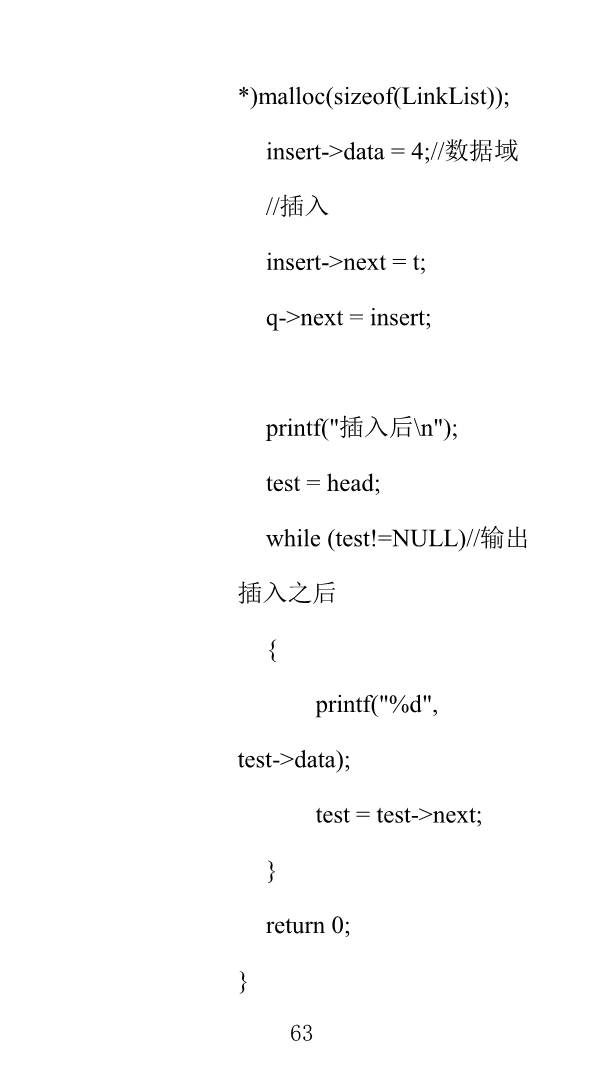 *)malloc(sizeof(LinkList));
insert->data = 4;//数据域
//插入
insert->next = t;
q->next = insert;
printf("插入后\n");
test = head;
while (test!=NULL)//输出
插入之后
{
printf("%d",
test->data);
test = test->next;
}
return 0;
}
63